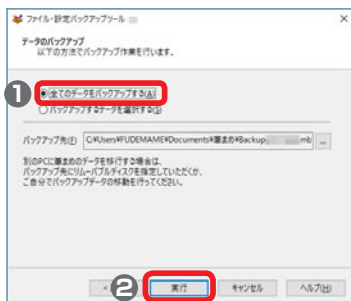 ファイル・設定バックアップツール
データのバックアップ
以下の方法でバックアップ作業を行います。
1
全てのデータをバックアップする(A)
バックアップするデータを選択する(S)
バックアップ先(F)
C:¥Users¥FUDEMAME¥Documents¥筆まめ¥Backup
mb
...
別のPCに筆まめのデータを移行する場合は、
バックアップ先にリムーバブルディスクを指定していただくか、
ご自分でバックアップデータの移動を行ってください。
<
2
実行
キャンセル
ヘルプ(H)